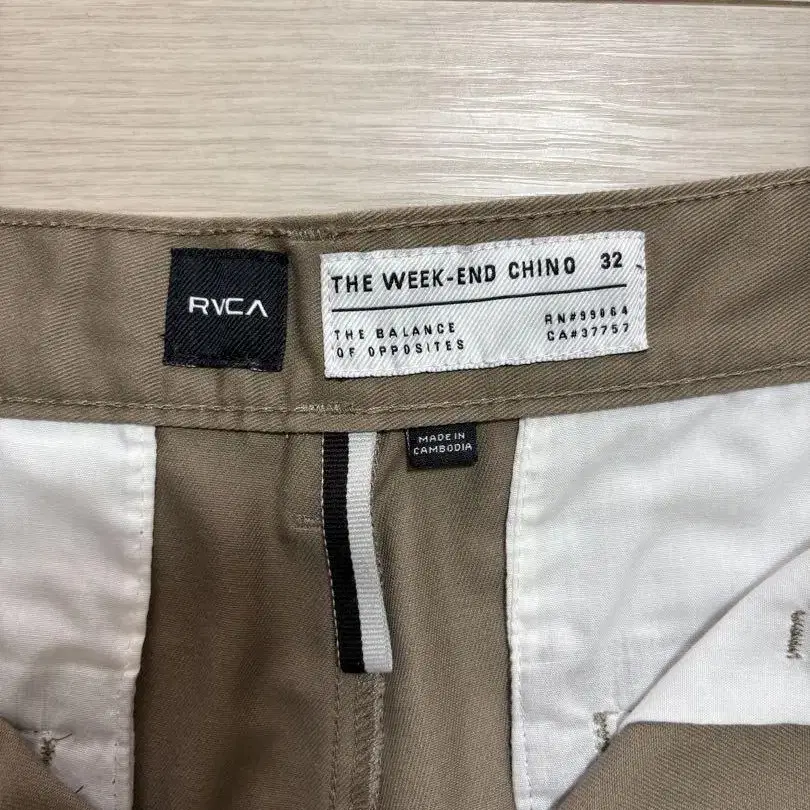 RVCA
THE WEEK-END CHINO 32
THE BALANCE
OF OPPOSITES
RN#99064
CA#37757
MADE IN
CAMBODIA